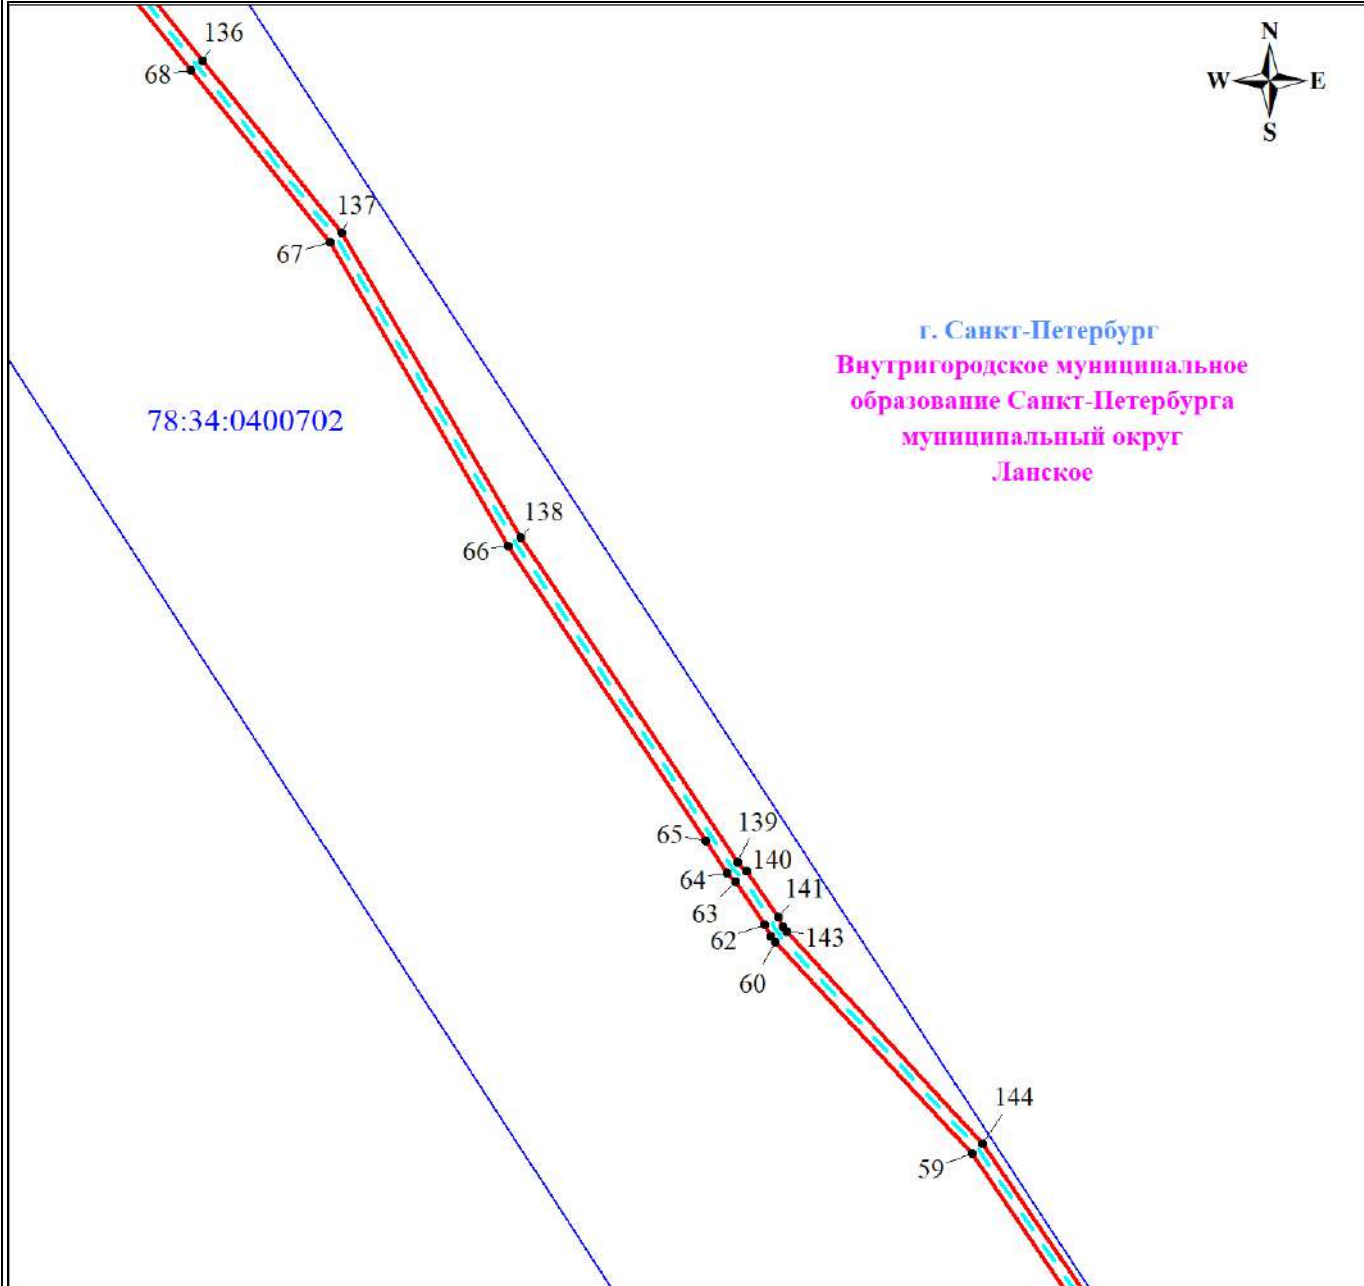 136
N
68
W E
S
137
67
г. Санкт-Петербург
Внутригородское муниципальное
образование Санкт-Петербурга
муниципальный округ
Ланское
78:34:0400702
138
66
139
65
140
64
141
63
62
143
60
144
59